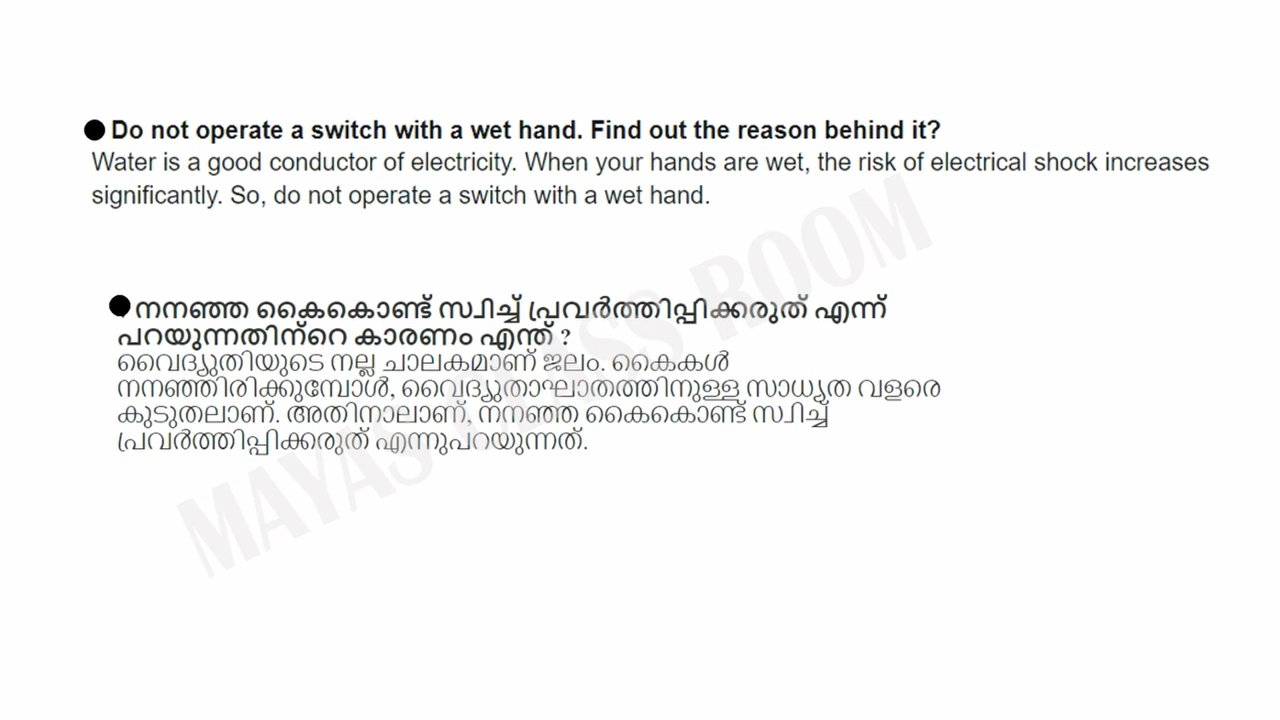 ● Do not operate a switch with a wet hand. Find out the reason behind it?
Water is a good conductor of electricity. When your hands are wet, the risk of electrical shock increases
significantly. So, do not operate a switch with a wet hand.
● നനഞ്ഞ കൈകൊണ്ട് സ്വിച്ച് പ്രവർത്തിപ്പിക്കരുത് എന്ന്
പറയുന്നതിന്റെ കാരണം എന്ത് ?
വൈദ്യുതിയുടെ നല്ല ചാലകമാണ് ജലം. കൈകൾ
നനഞ്ഞിരിക്കുമ്പോൾ, വൈദ്യുതാഘാതത്തിനുള്ള സാധ്യത വളരെ
കൂടുതലാണ്. അതിനാലാണ്, നനഞ്ഞ കൈകൊണ്ട് സ്വിച്ച്
പ്രവർത്തിപ്പിക്കരുത് എന്നുപറയുന്നത്.
MAYAS CLASS ROOM